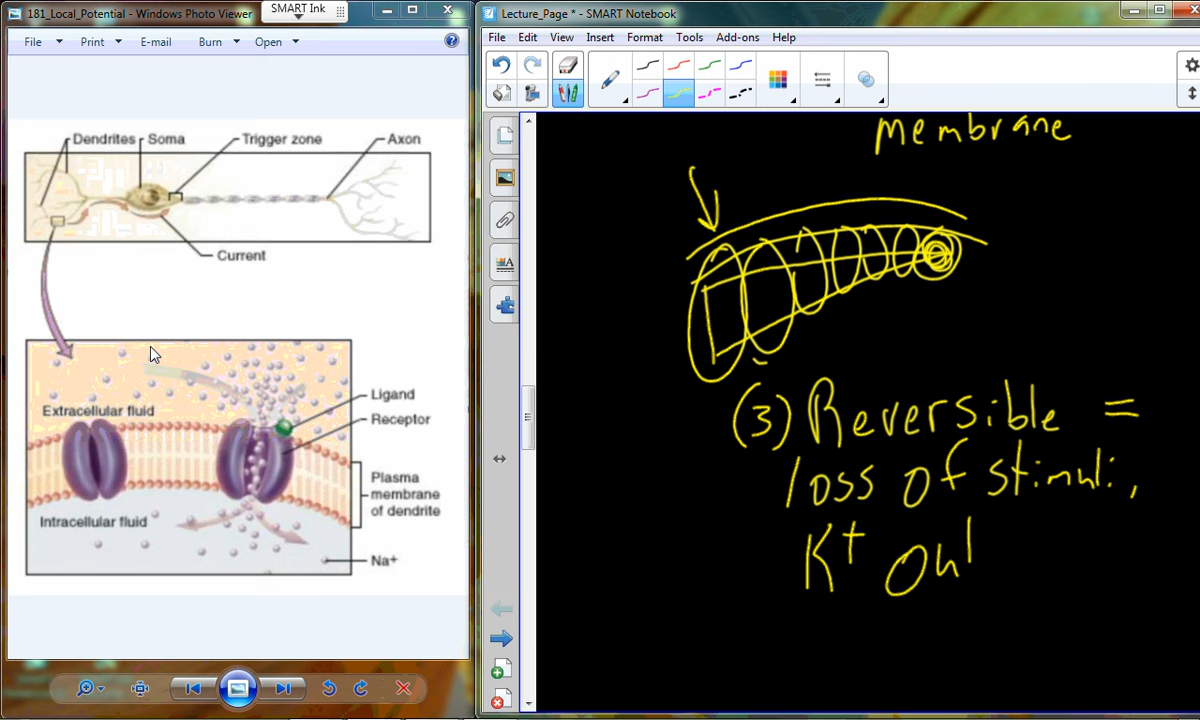 181_Local_Potential - Windows Photo Viewer
SMART Ink
File Print E-mail Burn Open
Dendrites Soma Trigger zone Axon
Current
Ligand
Extracellular fluid
Receptor
Plasma
membrane
of dendrite
Intracellular fluid
Na+
Lecture_Page * - SMART Notebook
File Edit View Insert Format Tools Add-ons Help
Membrane
(3) Reversible =
loss of stimuli,
K+ Out